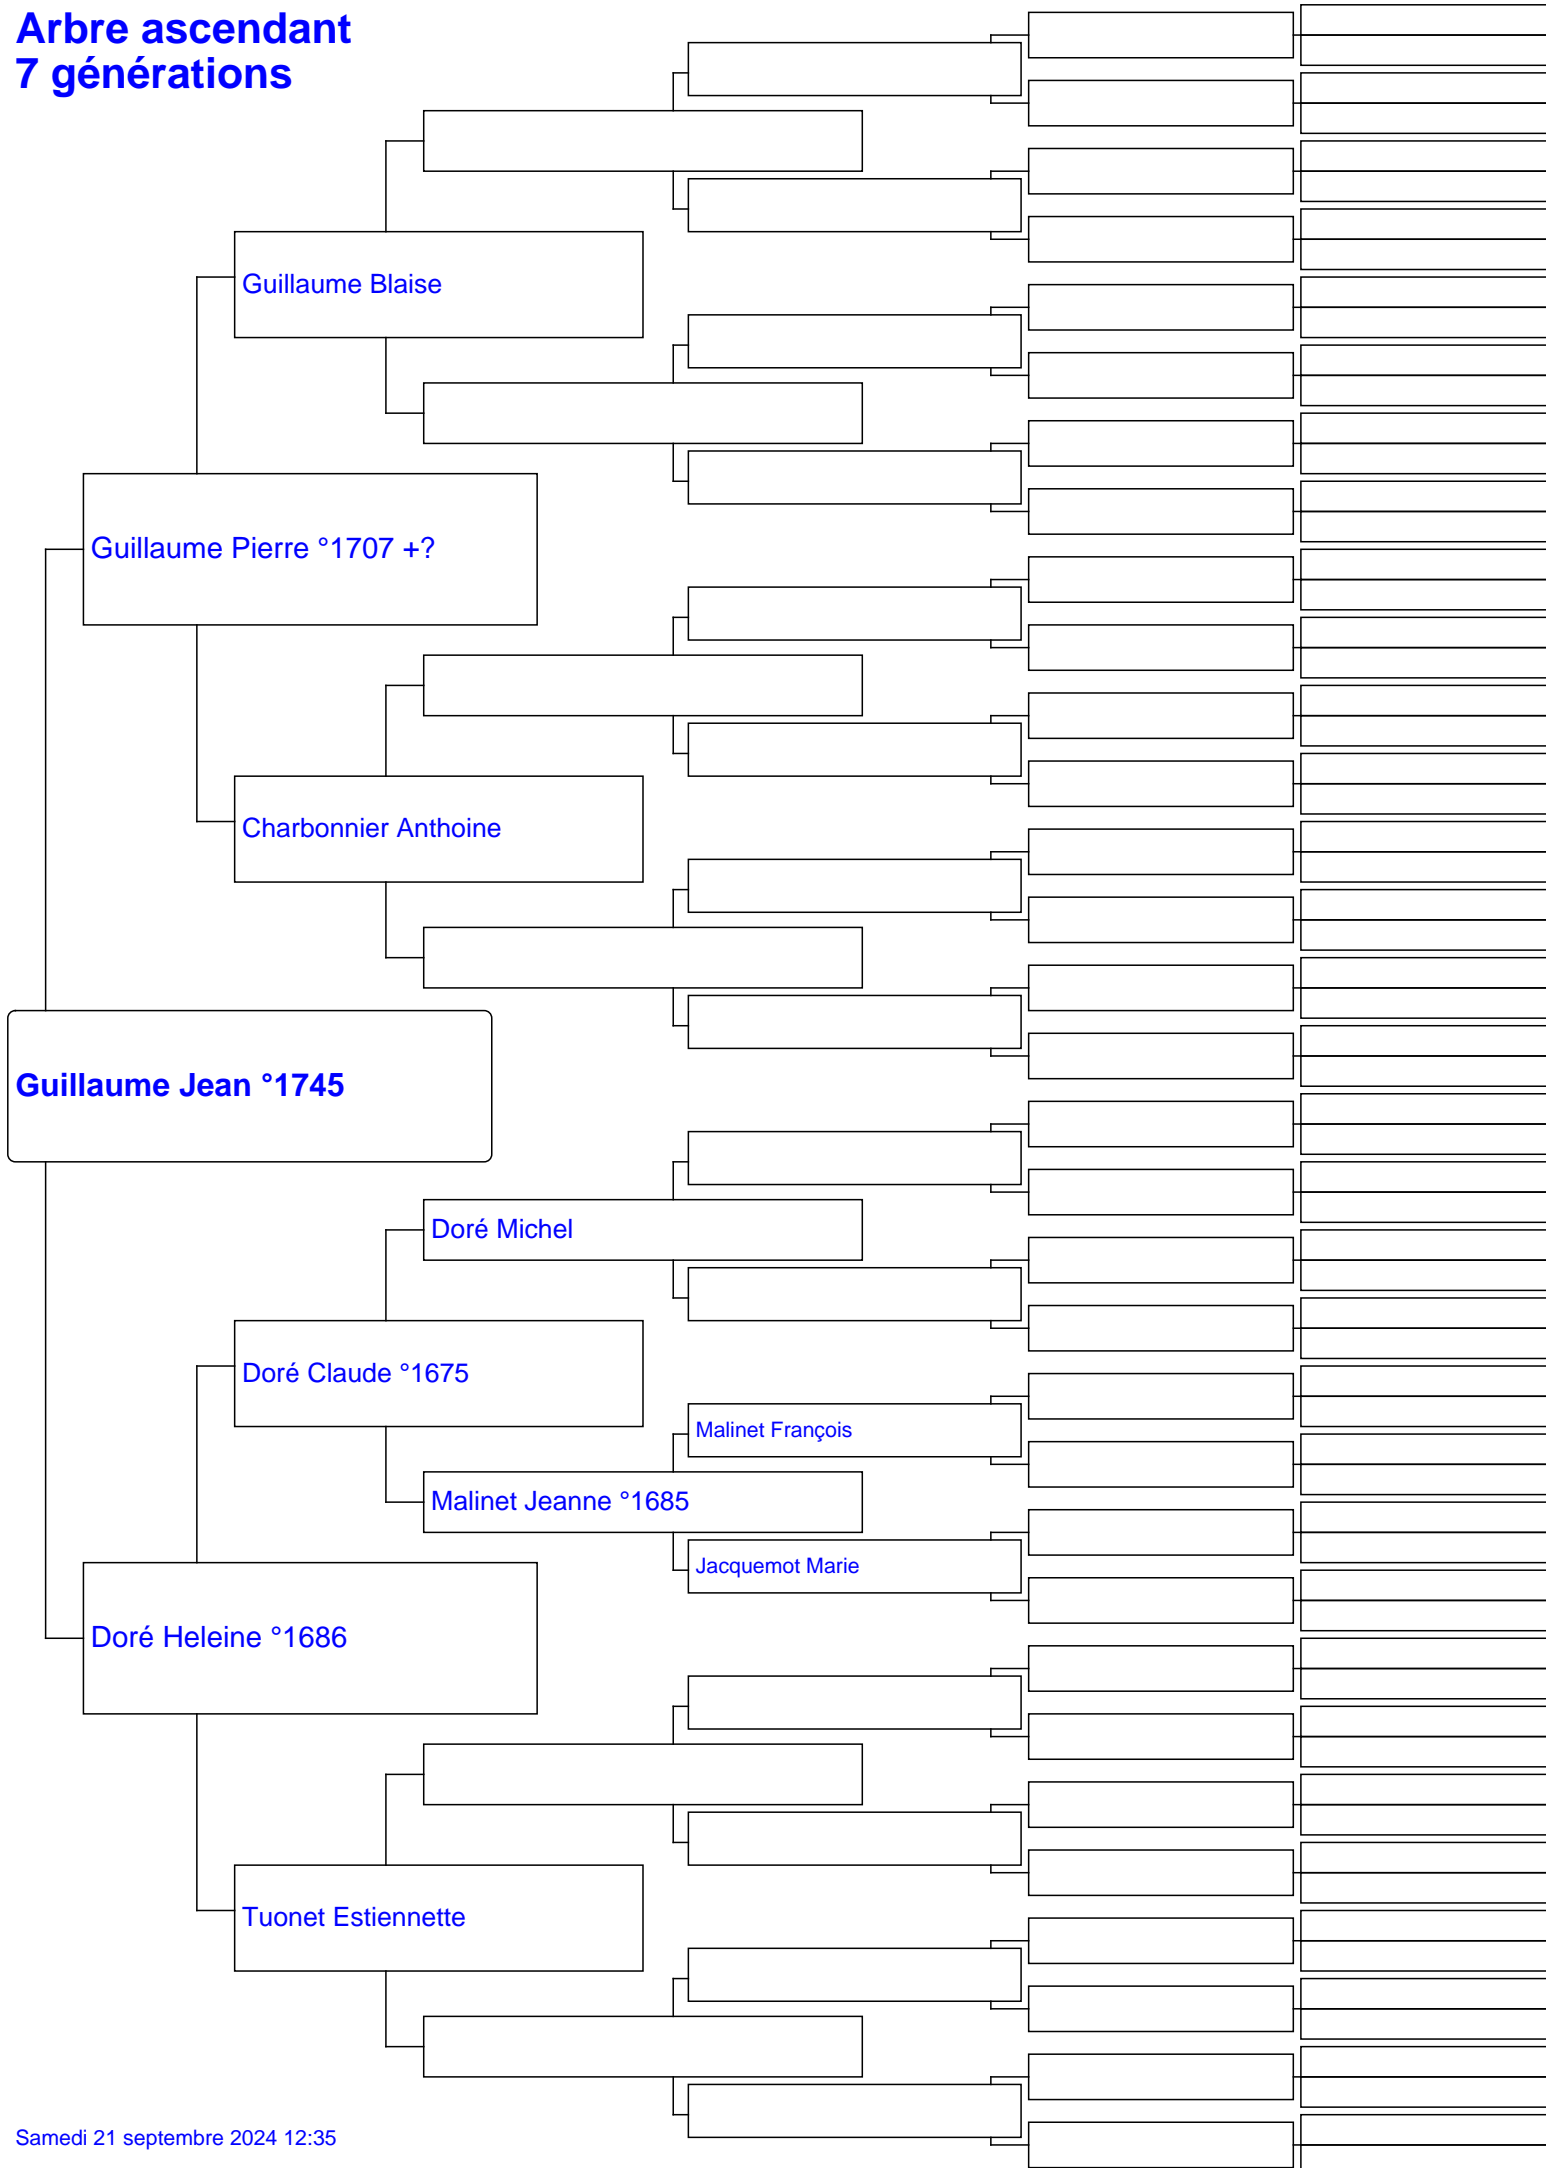 Arbre ascendant
7 générations
Guillaume Blaise
Guillaume Pierre °1707 +?
Charbonnier Anthoine
Guillaume Jean °1745
Doré Michel
Doré Claude °1675
Malinet François
Malinet Jeanne °1685
Jacquemot Marie
Doré Heleine °1686
Tuonet Estiennette
Samedi 21 septembre 2024 12:35